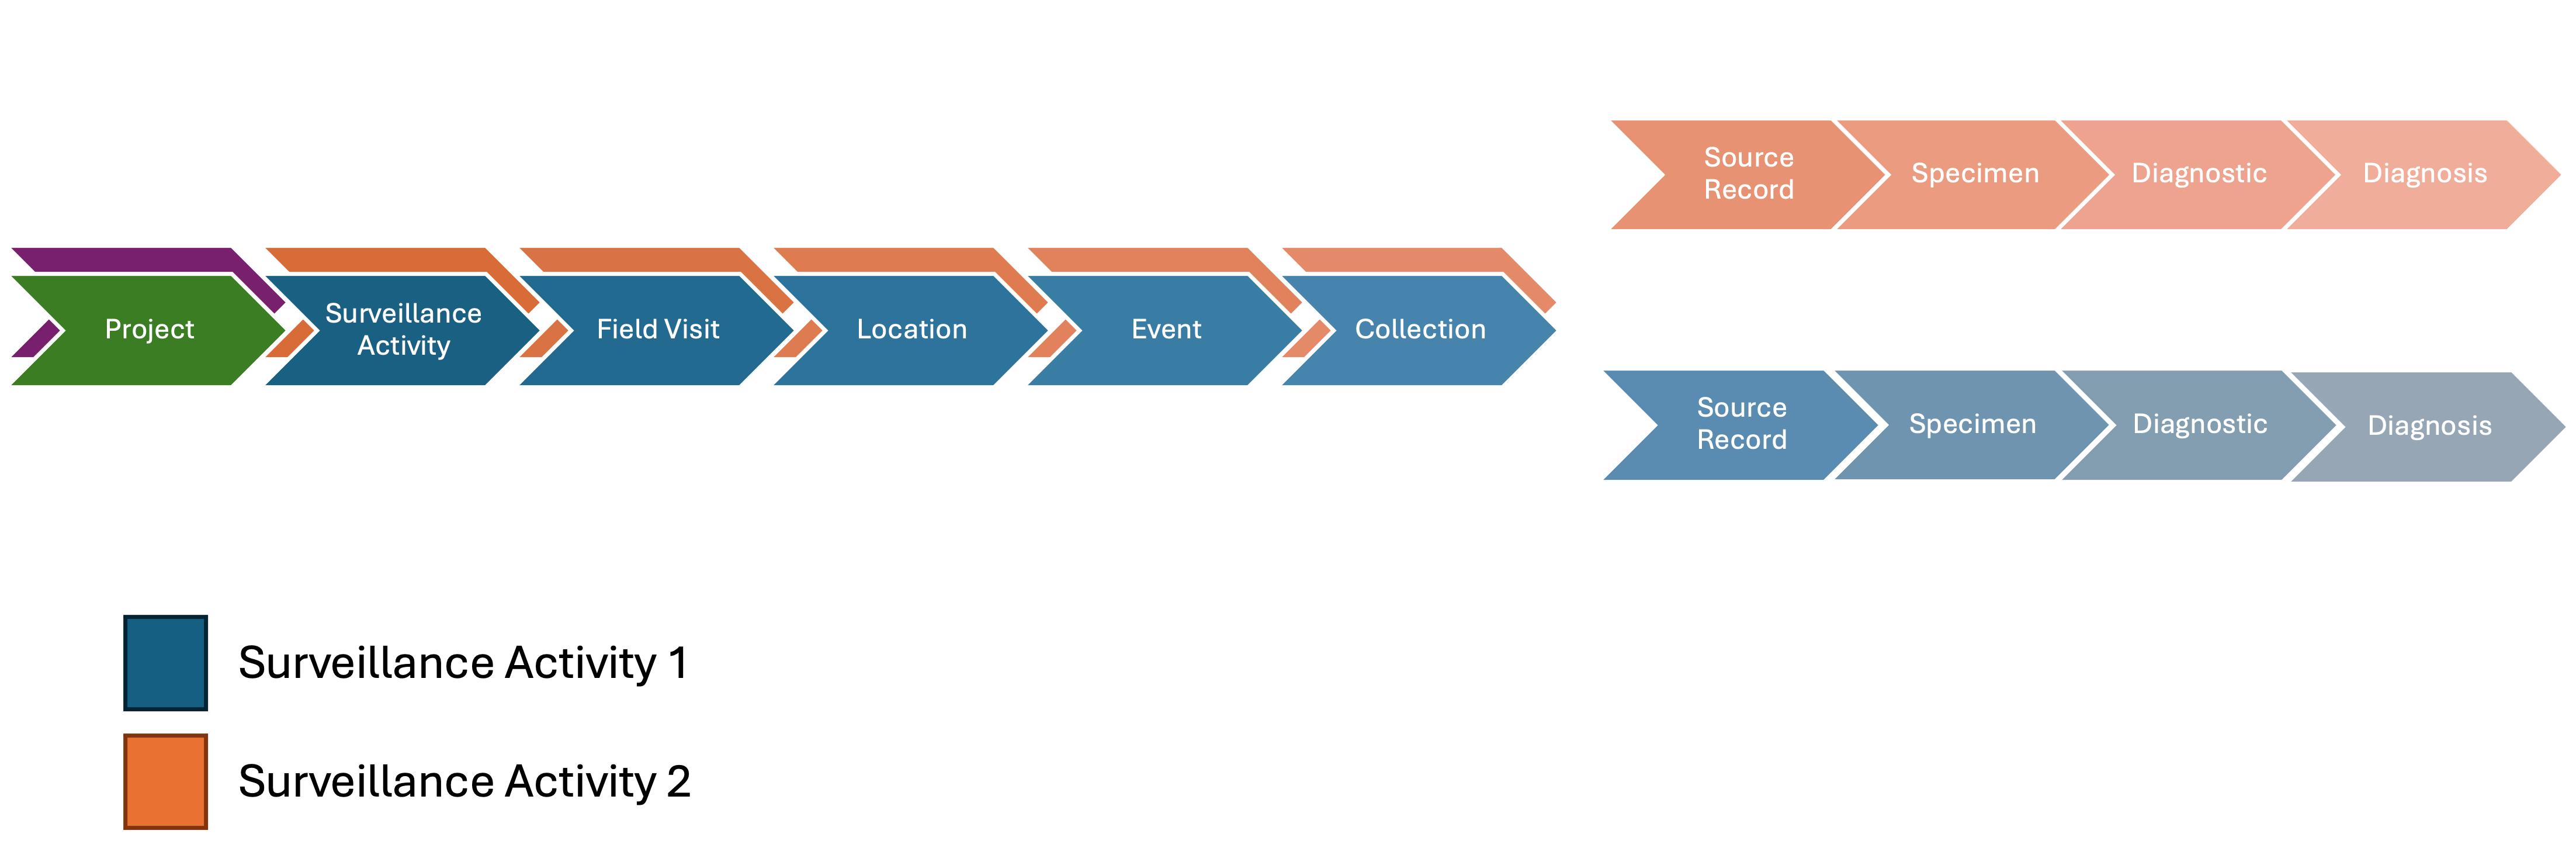 Source
Record
Specimen
Diagnostic
Diagnosis
Project
Surveillance
Activity
Field Visit
Location
Event
Collection
Source
Record
Specimen
Diagnostic
Diagnosis
Surveillance Activity 1
Surveillance Activity 2